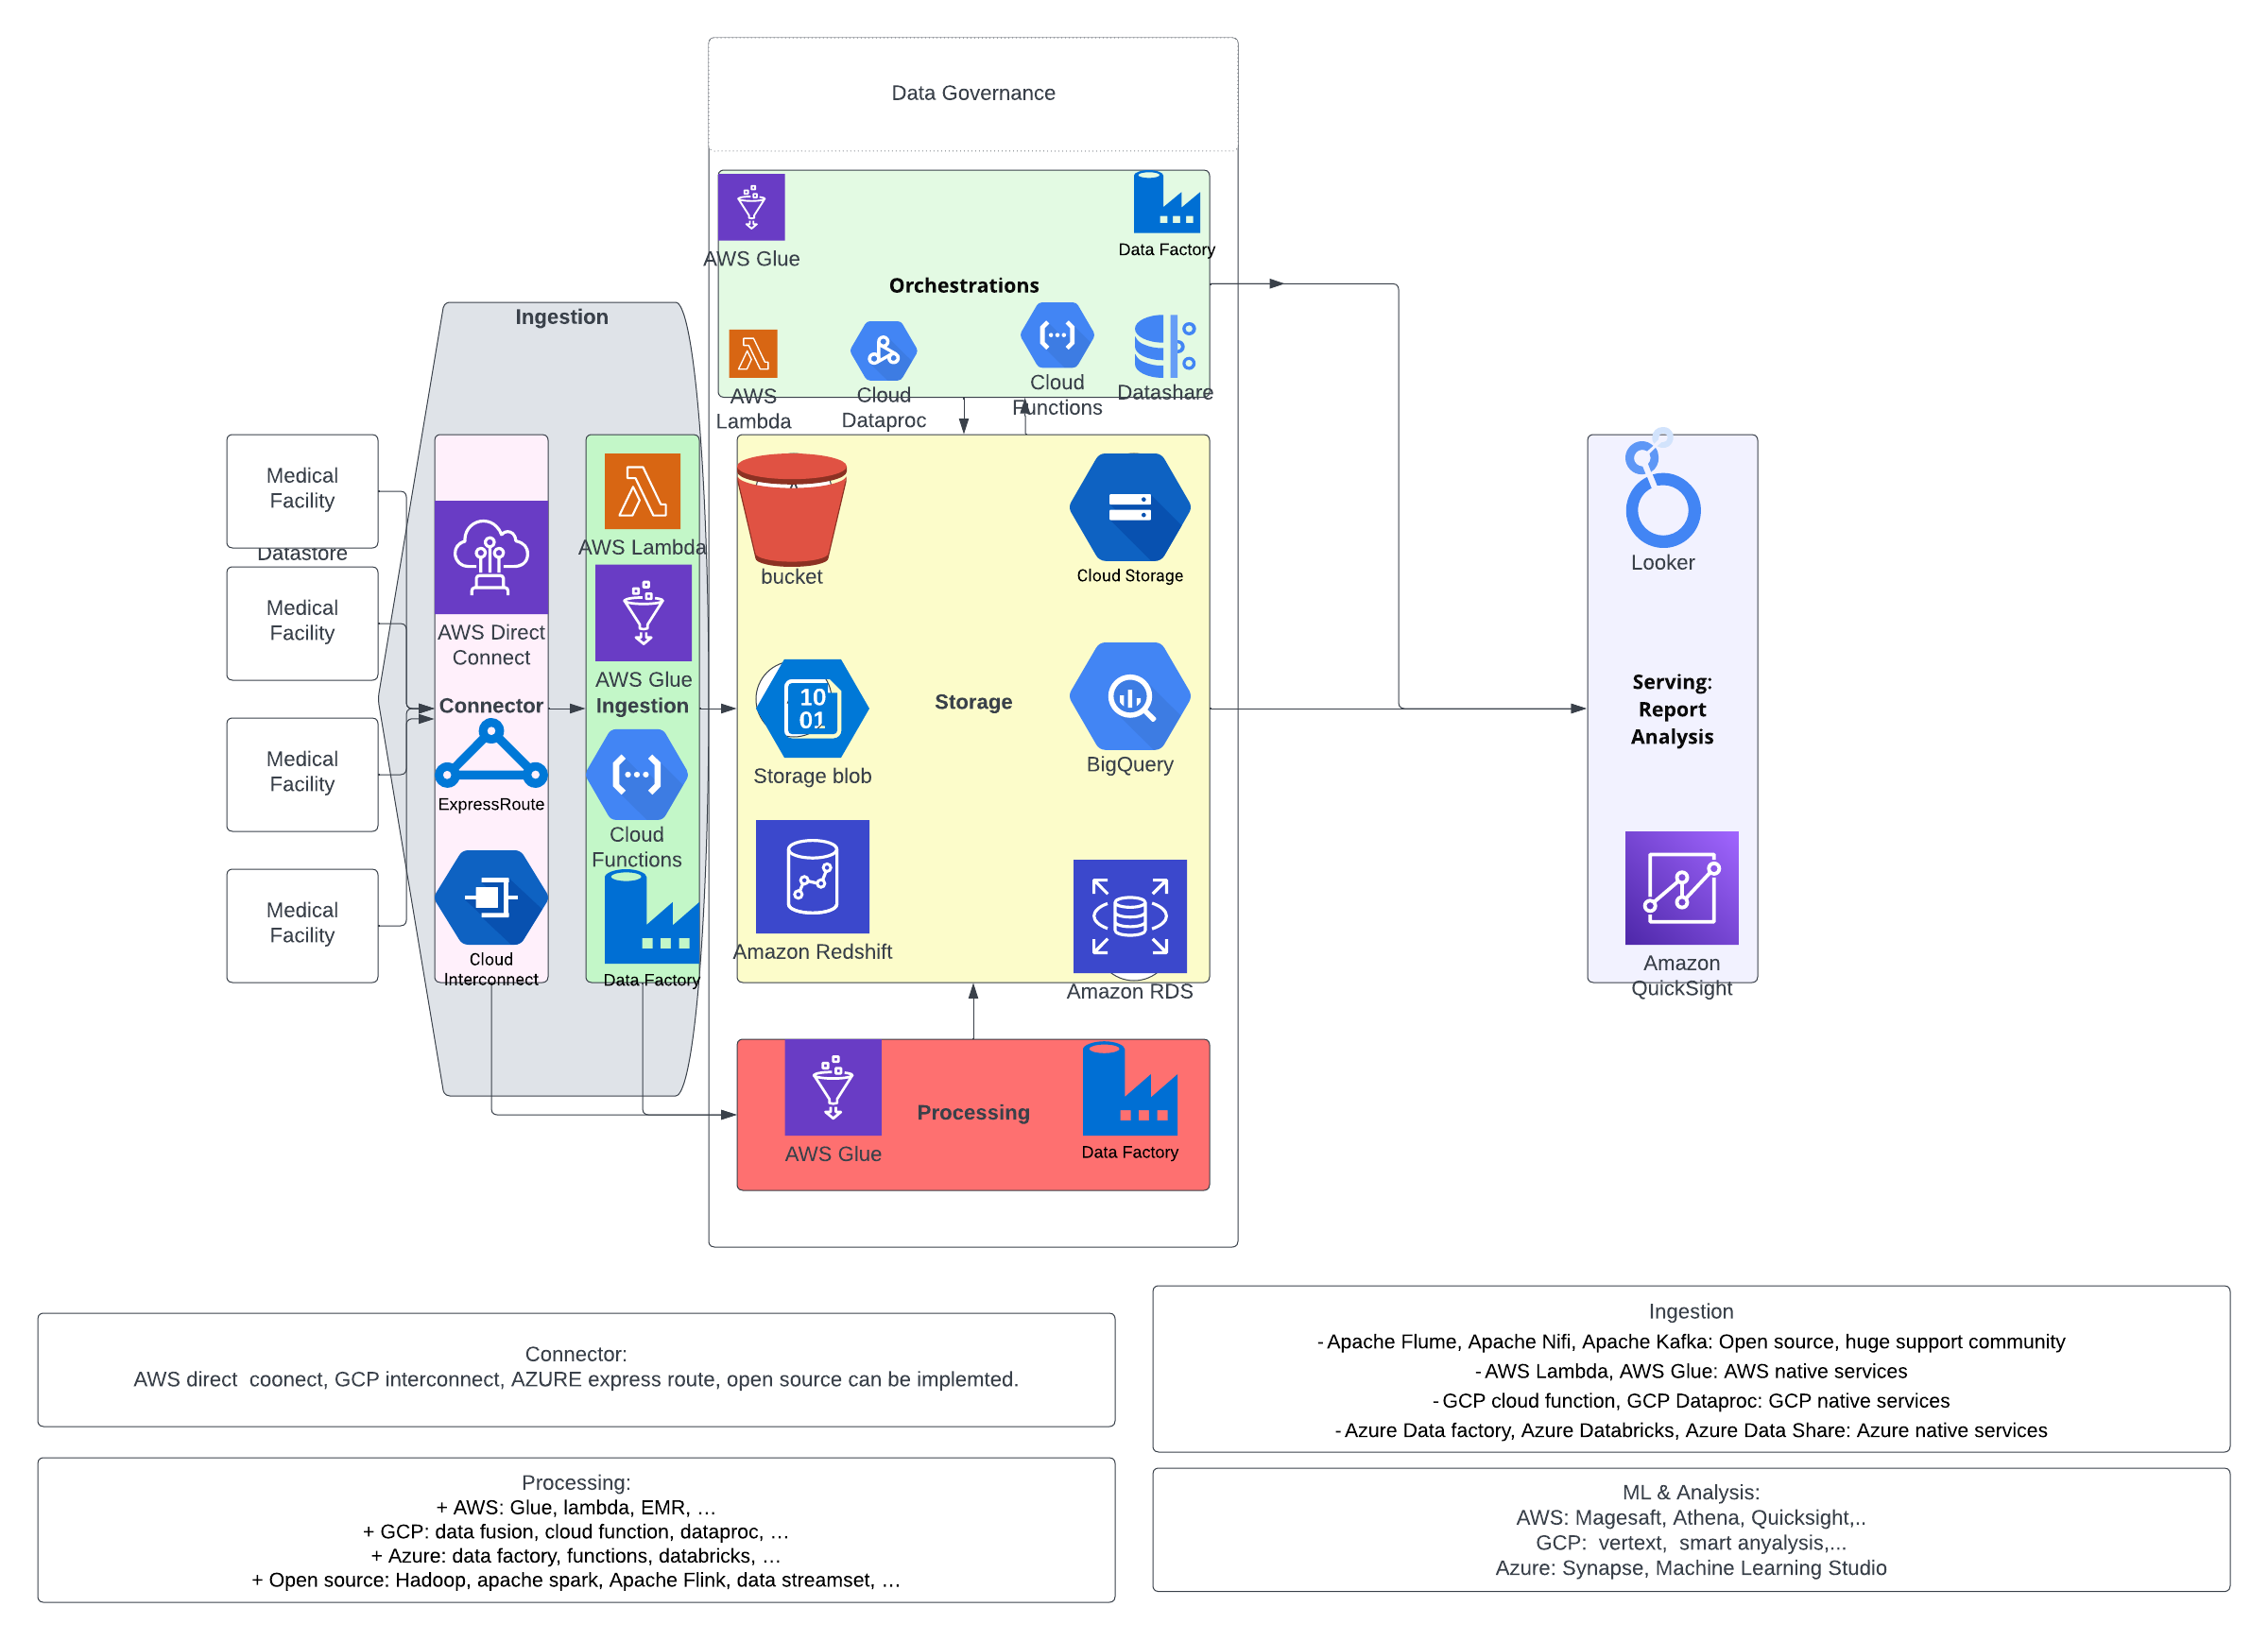 Data Governance
AWS Glue
Data Factory
Orchestrations
AWS
Lambda
Cloud
Dataproc
Cloud
Functions
Datashare
Ingestion
Medical
Facility
Datastore
Medical
Facility
Medical
Facility
Medical
Facility
AWS Direct
Connect
Connector
ExpressRoute
Cloud
Interconnect
AWS Lambda
AWS Glue
Ingestion
Cloud
Functions
Data Factory
bucket
Cloud Storage
10
01
Storage blob
Storage
BigQuery
Amazon Redshift
Amazon RDS
AWS Glue
Processing
Data Factory
Looker
Serving:
Report
Analysis
Amazon
QuickSight
Connector:
AWS direct  coonect, GCP interconnect, AZURE express route, open source can be implemted.
Processing:
+ AWS: Glue, lambda, EMR, …
+ GCP: data fusion, cloud function, dataproc, …
+ Azure: data factory, functions, databricks, …
+ Open source: Hadoop, apache spark, Apache Flink, data streamset, …
Ingestion
- Apache Flume, Apache Nifi, Apache Kafka: Open source, huge support community
- AWS Lambda, AWS Glue: AWS native services
- GCP cloud function, GCP Dataproc: GCP native services
- Azure Data factory, Azure Databricks, Azure Data Share: Azure native services
ML & Analysis:
AWS: Magesaft, Athena, Quicksight,..
GCP:  vertext,  smart anyalysis,...
Azure: Synapse, Machine Learning Studio